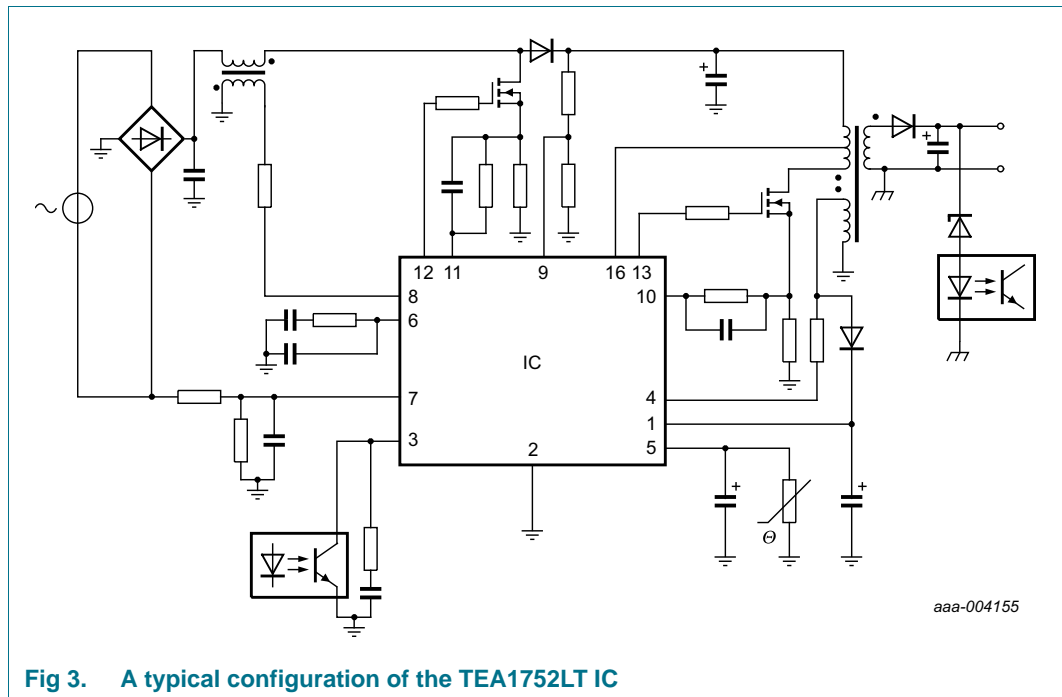 +
+
12 11 9 16 13
8 10
6
IC
7 4
1
3 2 5
+ +
Θ
aaa-004155
Fig 3. A typical configuration of the TEA1752LT IC